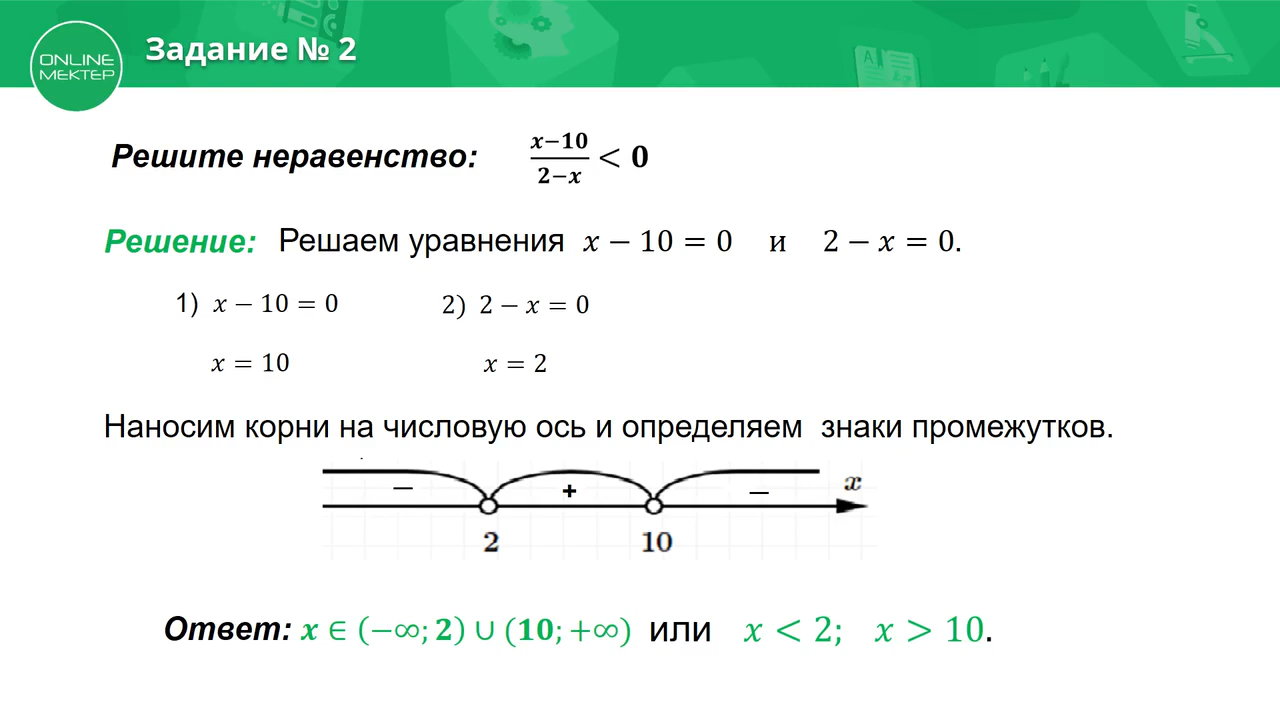 ONLINE
МЕКТЕР
Задание № 2
Решите неравенство: (x−10)/(2−x) < 0
Решение: Решаем уравнения x − 10 = 0 и 2 − x = 0.
1) x − 10 = 0 2) 2 − x = 0
x = 10 x = 2
Наносим корни на числовую ось и определяем знаки промежутков.
− + − x
2 10
Ответ: x ∈ (−∞; 2) ∪ (10; +∞) или x < 2; x > 10.